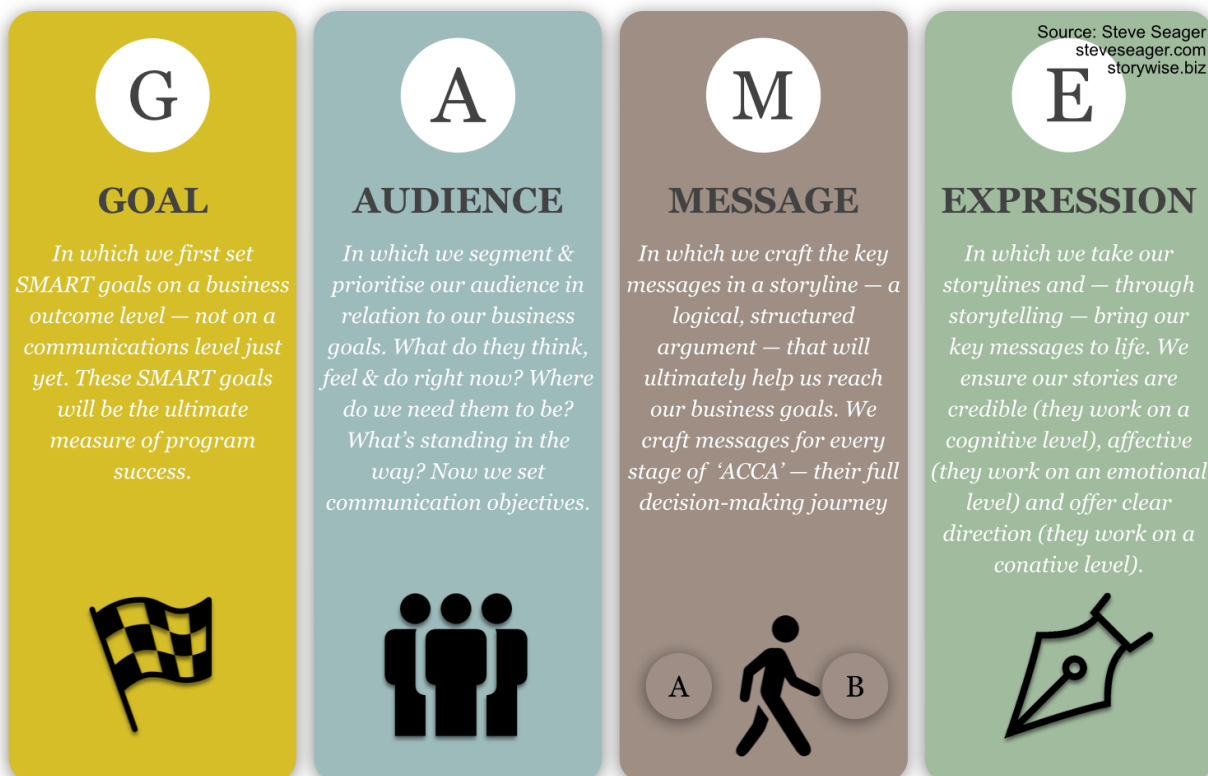 G
GOAL
In which we first set
SMART goals on a business
outcome level — not on a
communications level just
yet. These SMART goals
will be the ultimate
measure of program
success.
A
AUDIENCE
In which we segment &
prioritise our audience in
relation to our business
goals. What do they think,
feel & do right now? Where
do we need them to be?
What’s standing in the
way? Now we set
communication objectives.
M
MESSAGE
In which we craft the key
messages in a storyline — a
logical, structured
argument — that will
ultimately help us reach
our business goals. We
craft messages for every
stage of ‘ACCA’ — their full
decision-making journey
A
B
Source: Steve Seager
steveseager.com
storywise.biz
E
EXPRESSION
In which we take our
storylines and — through
storytelling — bring our
key messages to life. We
ensure our stories are
credible (they work on a
cognitive level), affective
(they work on an emotional
level) and offer clear
direction (they work on a
conative level).